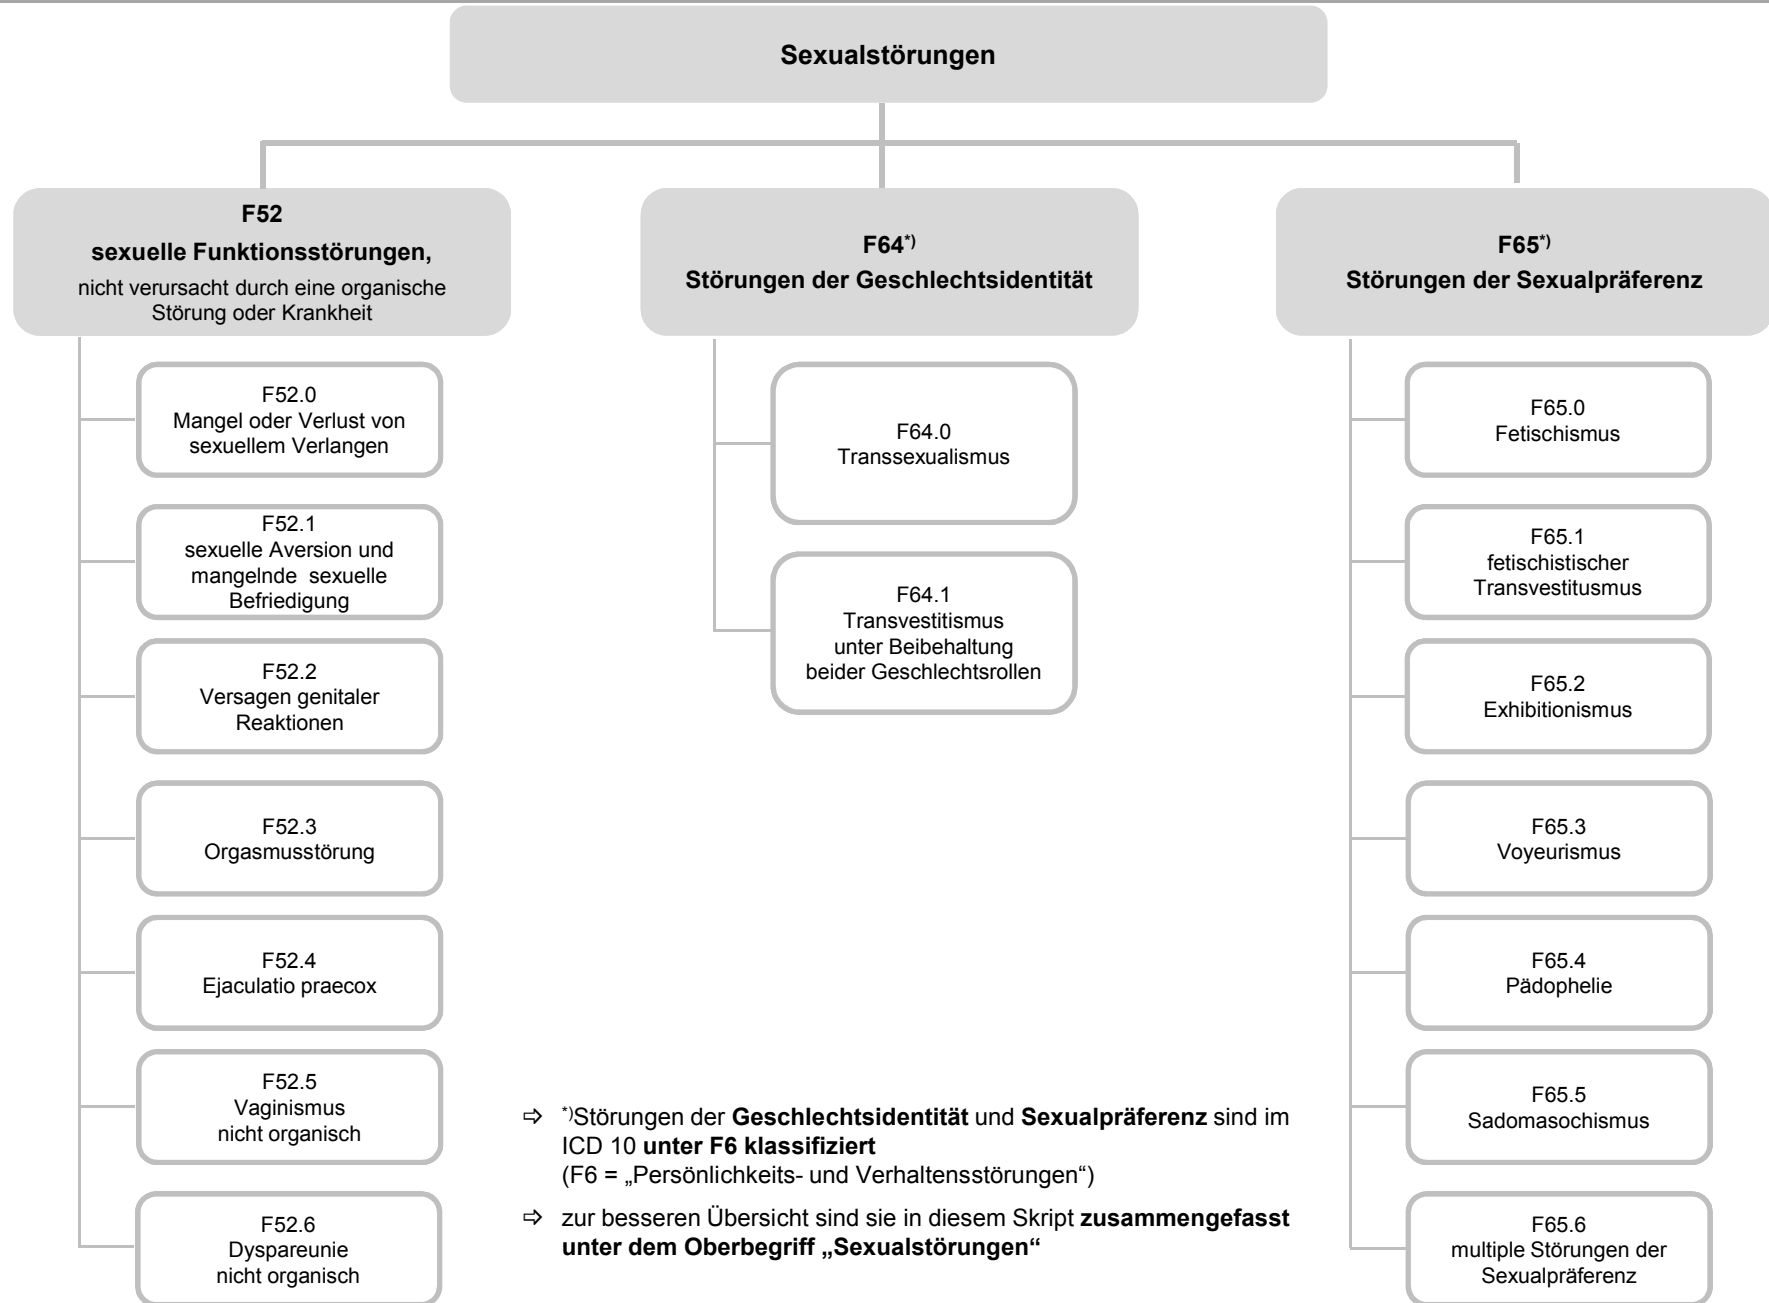 Sexualstörungen
F52
sexuelle Funktionsstörungen,
nicht verursacht durch eine organische
Störung oder Krankheit
F52.0
Mangel oder Verlust von
sexuellem Verlangen
F52.1
sexuelle Aversion und
mangelnde sexuelle
Befriedigung
F52.2
Versagen genitaler
Reaktionen
F52.3
Orgasmusstörung
F52.4
Ejaculatio praecox
F52.5
Vaginismus
nicht organisch
F52.6
Dyspareunie
nicht organisch
F64*)
Störungen der Geschlechtsidentität
F64.0
Transsexualismus
F64.1
Transvestitismus
unter Beibehaltung
beider Geschlechtsrollen
F65*)
Störungen der Sexualpräferenz
F65.0
Fetischismus
F65.1
fetischistischer
Transvestitusmus
F65.2
Exhibitionismus
F65.3
Voyeurismus
F65.4
Pädophelie
F65.5
Sadomasochismus
F65.6
multiple Störungen der
Sexualpräferenz
⇨ *)Störungen der Geschlechtsidentität und Sexualpräferenz sind im
ICD 10 unter F6 klassifiziert
(F6 = „Persönlichkeits- und Verhaltensstörungen“)
⇨ zur besseren Übersicht sind sie in diesem Skript zusammengefasst
unter dem Oberbegriff „Sexualstörungen“